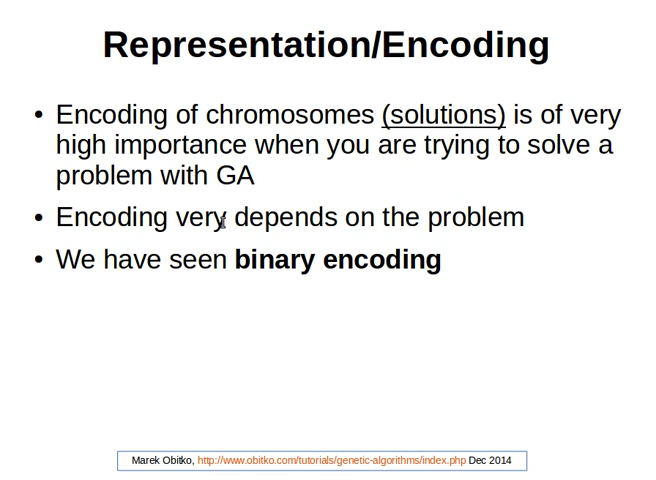 Representation/Encoding
• Encoding of chromosomes (solutions) is of very
high importance when you are trying to solve a
problem with GA
• Encoding very depends on the problem
• We have seen binary encoding
Marek Obitko, http://www.obitko.com/tutorials/genetic-algorithms/index.php Dec 2014